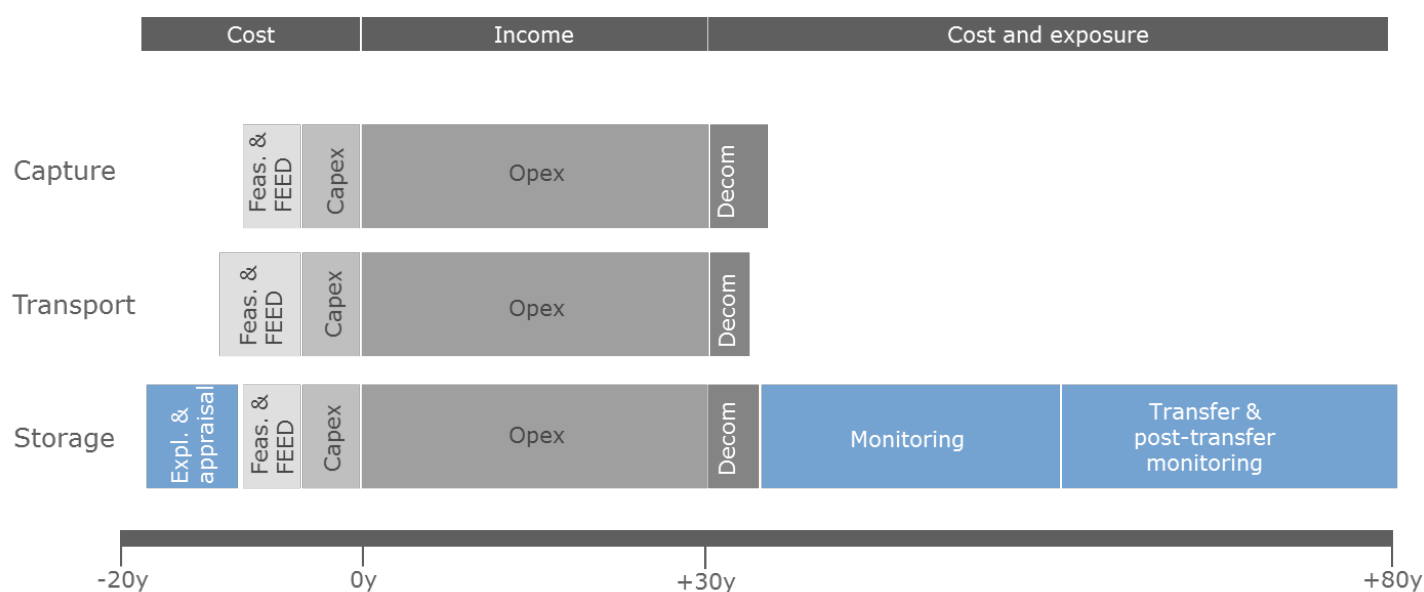 Cost
Income
Cost and exposure
Capture
Feas. &
FEED
Capex
Opex
Decom
Transport
Feas. &
FEED
Capex
Opex
Decom
Storage
Expl. &
appraisal
Feas. &
FEED
Capex
Opex
Decom
Monitoring
Transfer &
post-transfer
monitoring
-20y
0y
+30y
+80y